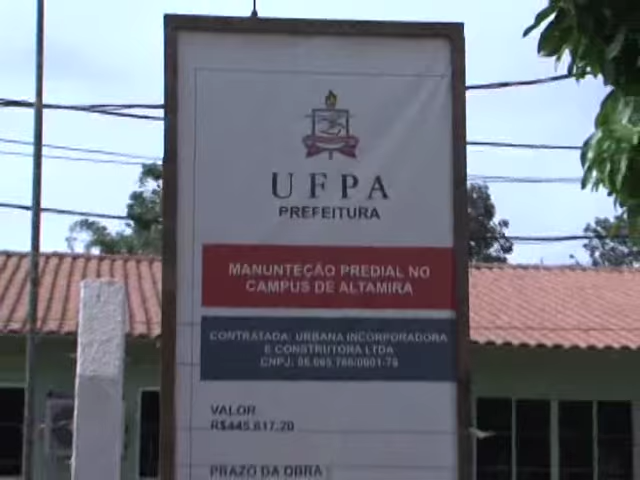 UFPA
PREFEITURA
MANUNTEÇÃO PREDIAL NO
CAMPUS DE ALTAMIRA
CONTRATADA: URBANA INCORPORADORA
E CONSTRUTORA LTDA
CNPJ:
VALOR
R$445.617,20
PRAZO DA OBRA